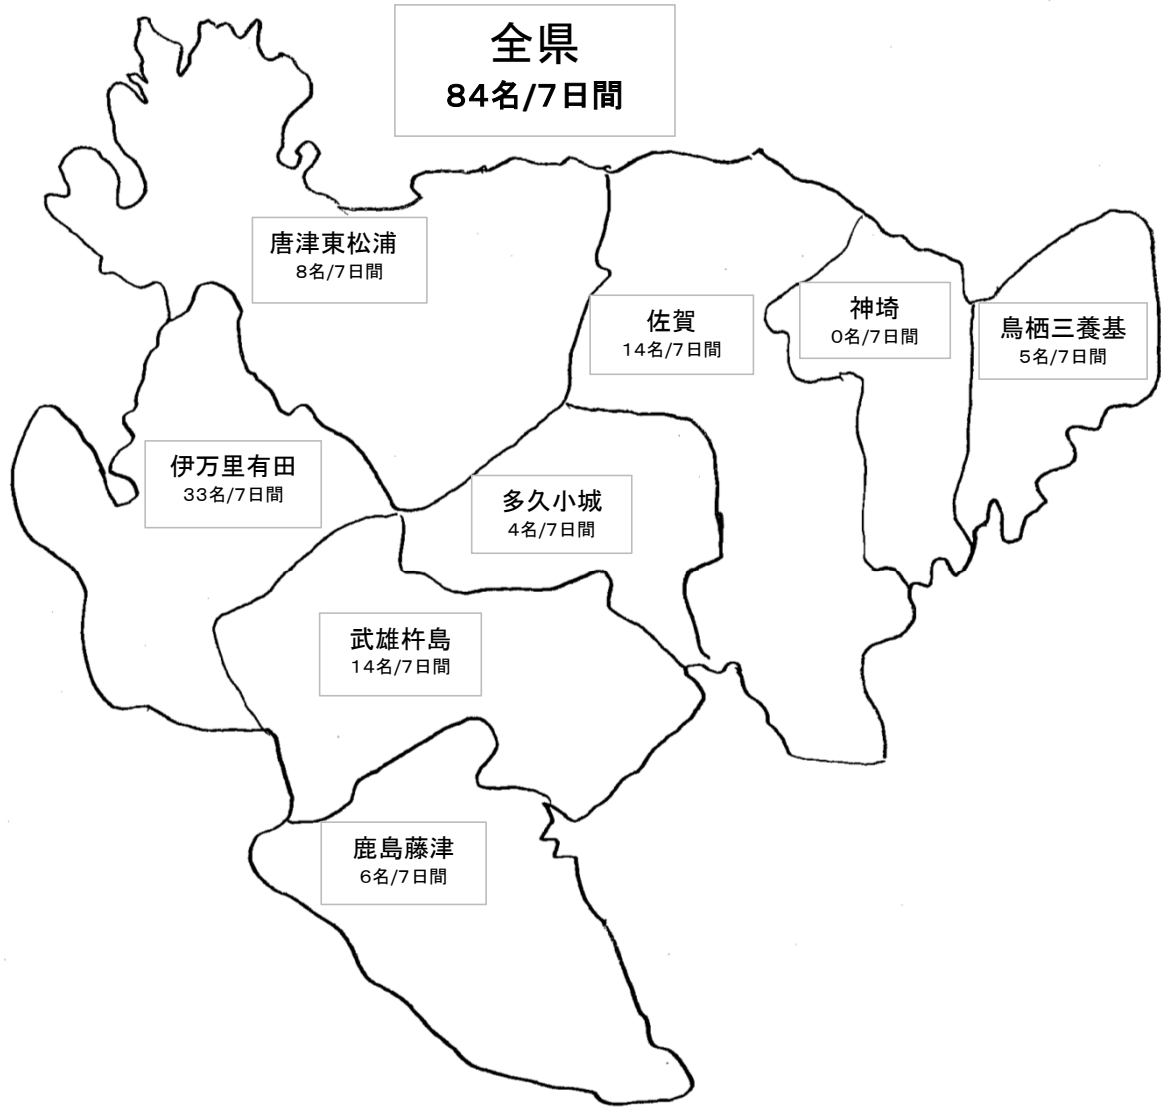 全県
84名/7日間
唐津東松浦
8名/7日間
佐賀
14名/7日間
神埼
0名/7日間
鳥栖三養基
5名/7日間
伊万里有田
33名/7日間
多久小城
4名/7日間
武雄杵島
14名/7日間
鹿島藤津
6名/7日間